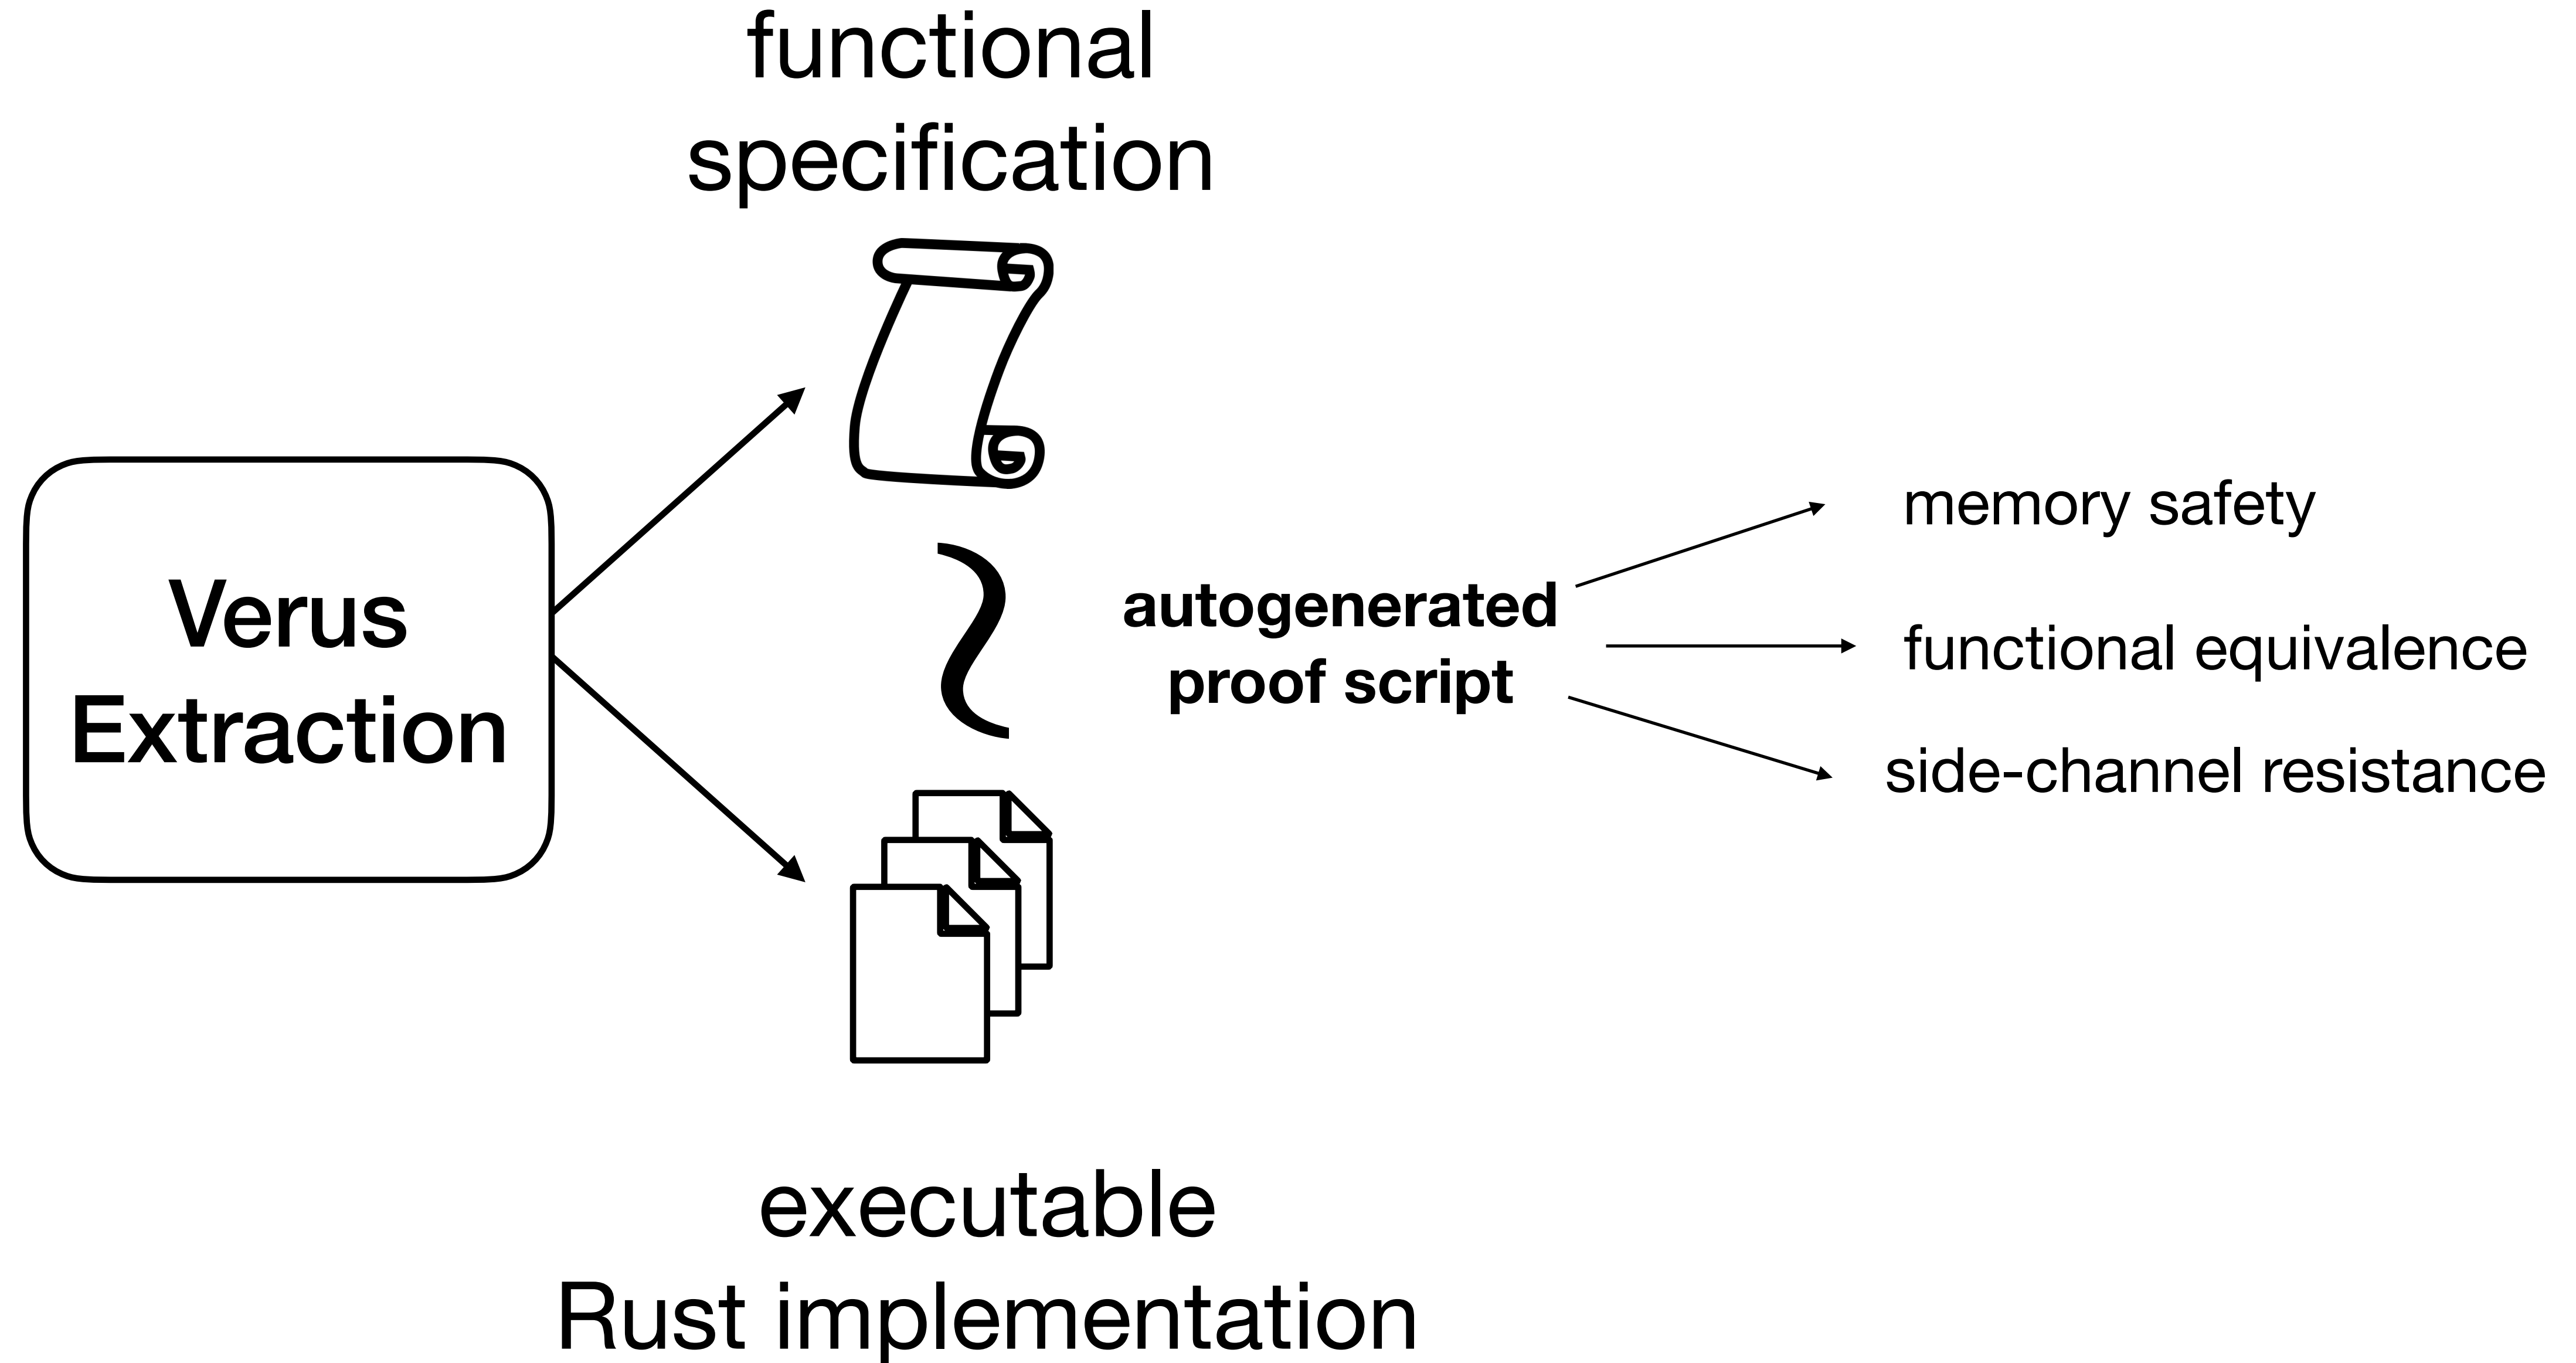 functional
specification
Verus
Extraction
autogenerated
proof script
memory safety
functional equivalence
side-channel resistance
executable
Rust implementation